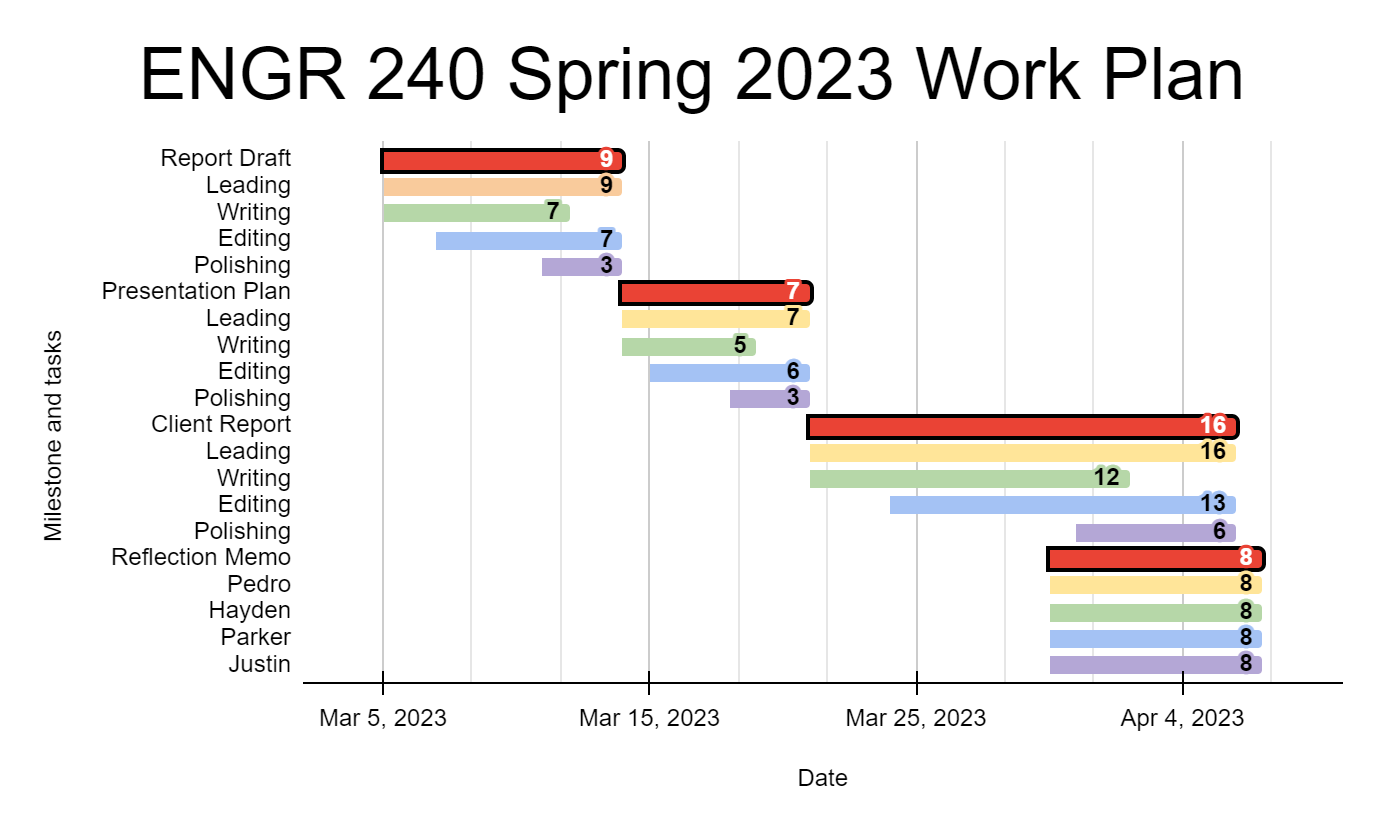 ENGR 240 Spring 2023 Work Plan
Milestone and tasks
Report Draft 9
Leading 9
Writing 7
Editing 7
Polishing 3
Presentation Plan 7
Leading 7
Writing 5
Editing 6
Polishing 3
Client Report 16
Leading 16
Writing 12
Editing 13
Polishing 6
Reflection Memo 8
Pedro 8
Hayden 8
Parker 8
Justin 8
Mar 5, 2023 Mar 15, 2023 Mar 25, 2023 Apr 4, 2023
Date